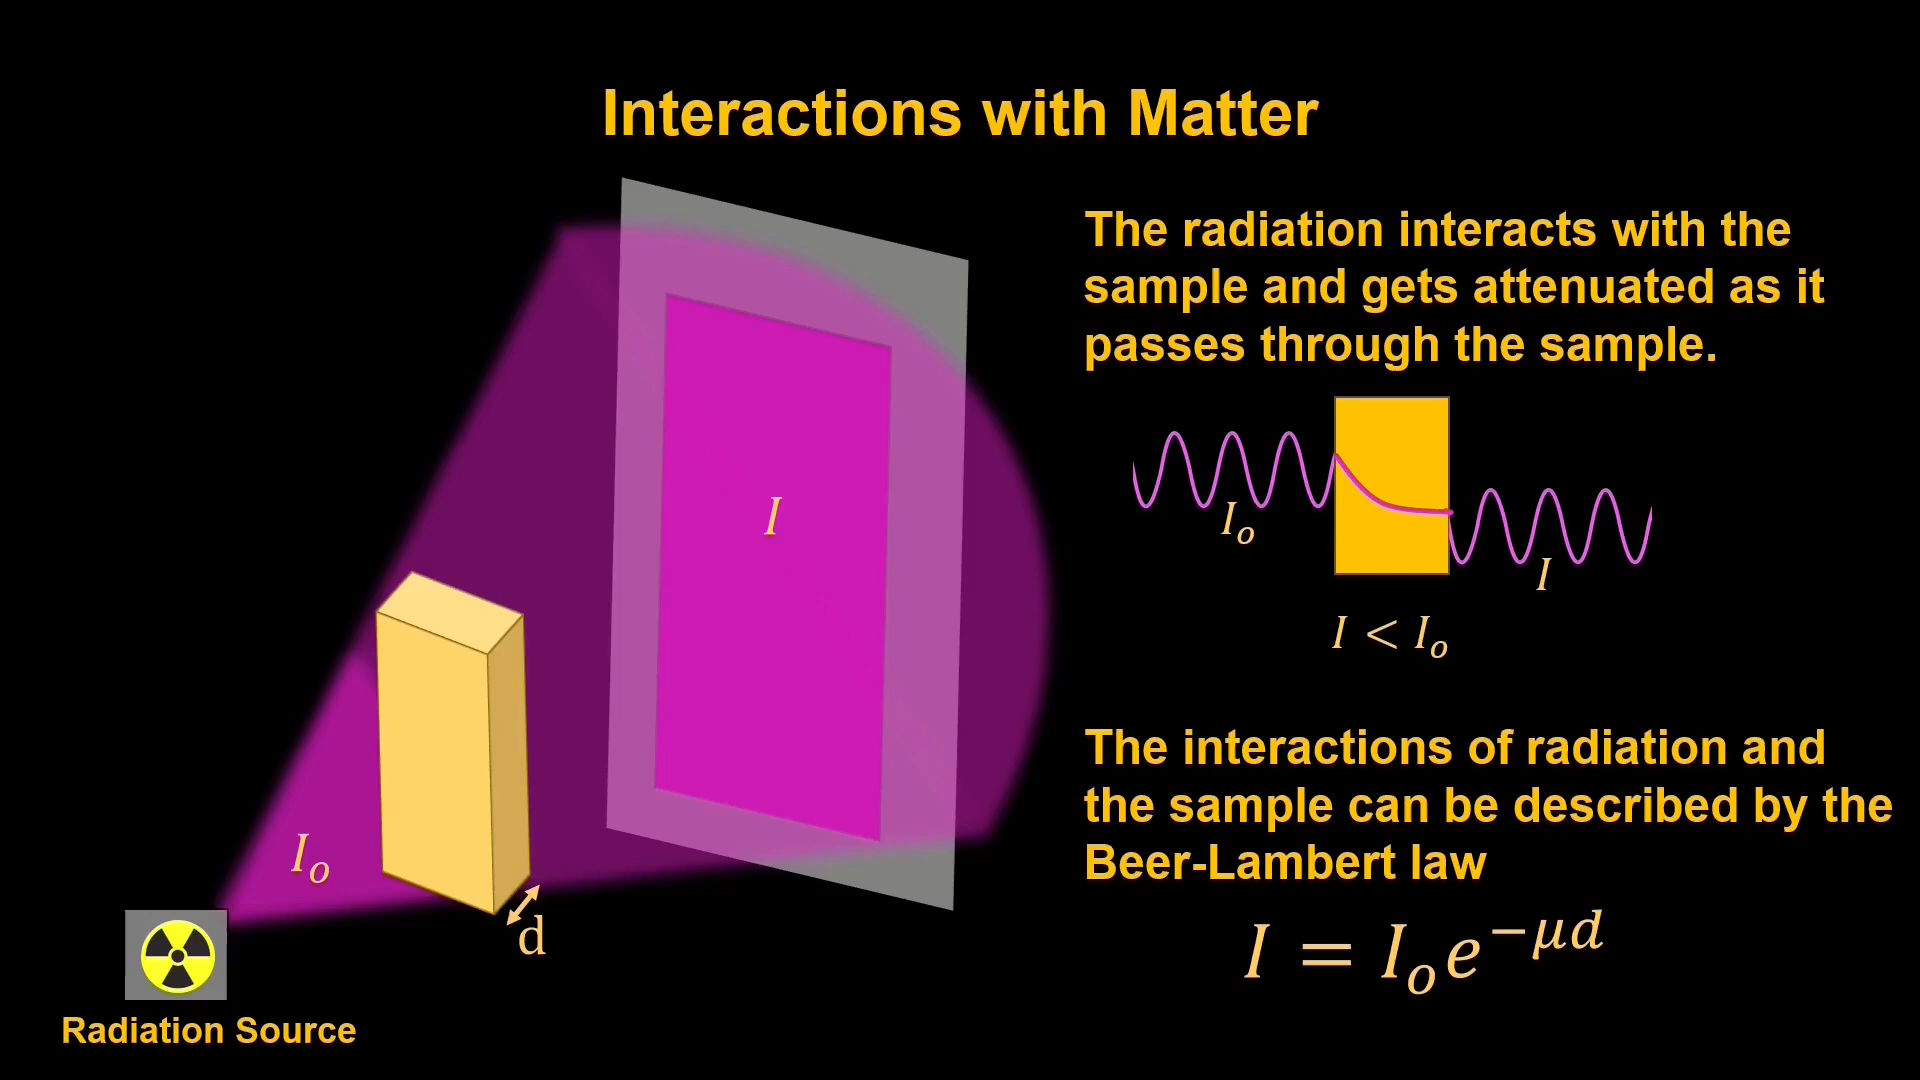 Interactions with Matter
The radiation interacts with the
sample and gets attenuated as it
passes through the sample.
I
I₀
d
Radiation Source
Iₒ
I
I < Iₒ
The interactions of radiation and
the sample can be described by the
Beer-Lambert law
I = Iₒe^{−μd}